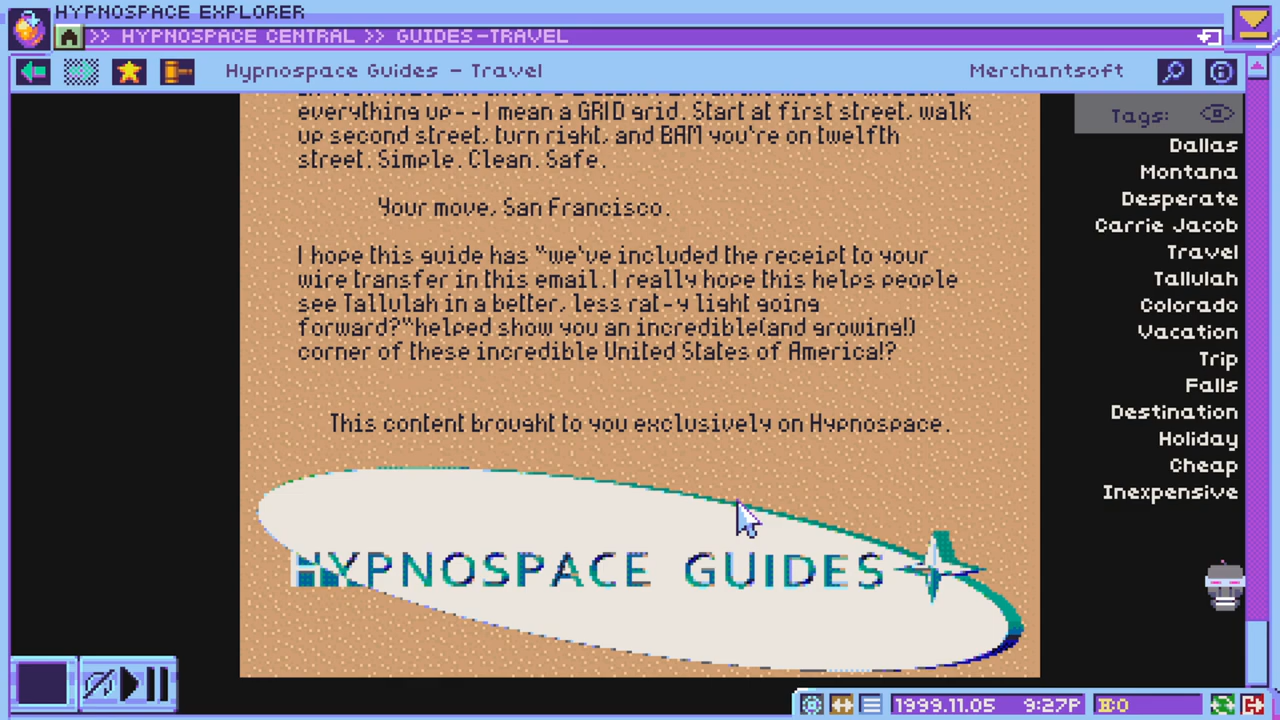 HYPNOSPACE EXPLORER
>> HYPNOSPACE CENTRAL >> GUIDES-TRAVEL
Hypnospace Guides - Travel
Merchantsoft
everything up--I mean a GRID grid. Start at first street, walk
up second street, turn right, and BAM you're on twelfth
street. Simple. Clean. Safe.
Your move, San Francisco.
I hope this guide has "we've included the receipt to your
wire transfer in this email. I really hope this helps people
see Tallulah in a better, less rat-y light going
forward?"helped show you an incredible(and growing!)
corner of these incredible United States of America!?
This content brought to you exclusively on Hypnospace.
HYPNOSPACE GUIDES
Tags:
Dallas
Montana
Desperate
Carrie Jacob
Travel
Tallulah
Colorado
Vacation
Trip
Falls
Destination
Holiday
Cheap
Inexpensive
1999.11.05 9:27P
:0